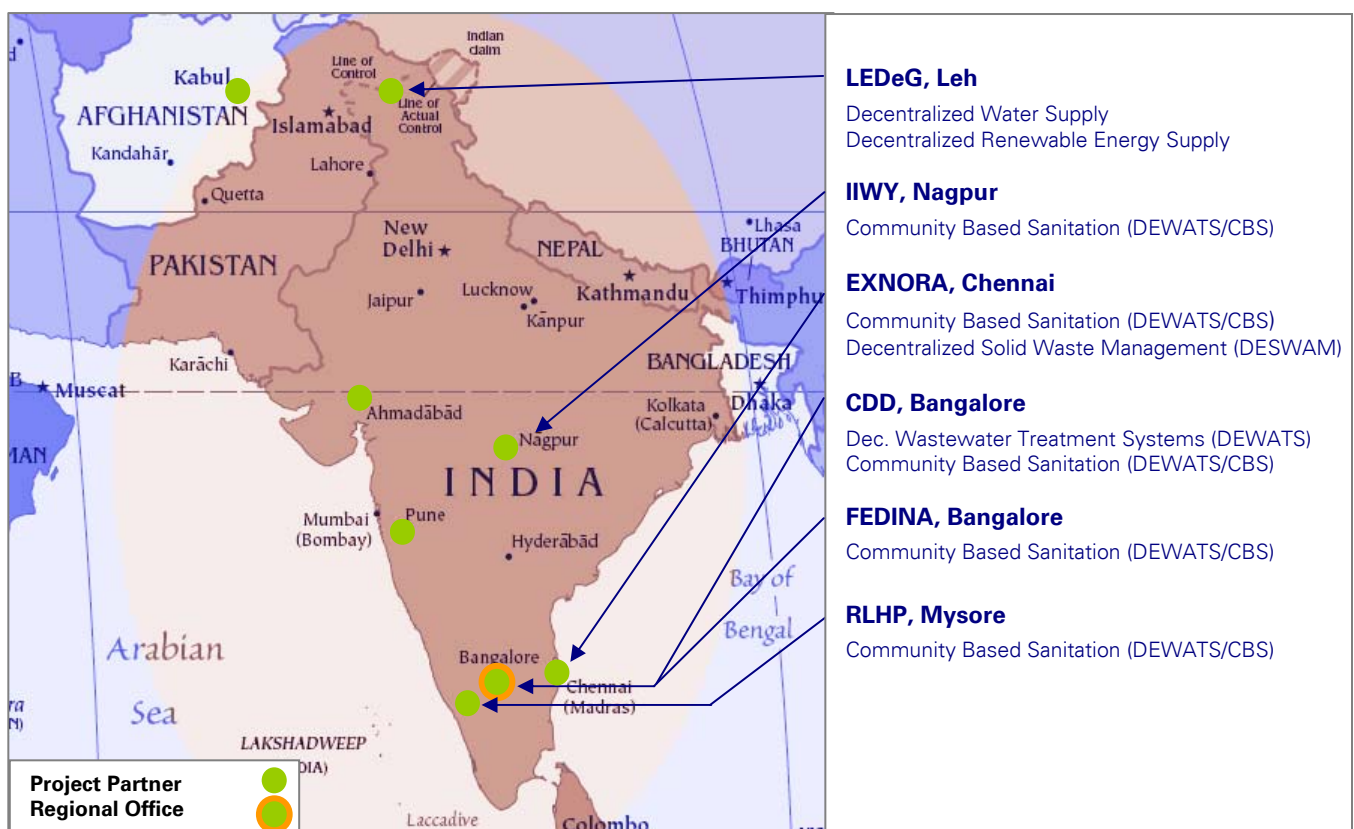 Indian
claim
Line of
Control
Kabul
AFGHANISTAN
Line of
Actual
Control
Islamabad
Kandahār
Lahore
Quetta
New
Delhi
NEPAL
Lhasa
BHUTAN
PAKISTAN
Jaipur
Lucknow
Kathmandu
Thimphu
Kānpur
BANGLADESH
Karāchi
Muscat
Ahmadābād
Kolkata
(Calcutta)
Dhaka
Nagpur
INDIA
Mumbai
(Bombay)
Pune
Hyderābād
Bay of
Bengal
Arabian
Sea
Bangalore
Chennai
(Madras)
LAKSHADWEEP
DIA)
Laccadive
Colombo
Project Partner
Regional Office
LEDeG, Leh
Decentralized Water Supply
Decentralized Renewable Energy Supply
IIWY, Nagpur
Community Based Sanitation (DEWATS/CBS)
EXNORA, Chennai
Community Based Sanitation (DEWATS/CBS)
Decentralized Solid Waste Management (DESWAM)
CDD, Bangalore
Dec. Wastewater Treatment Systems (DEWATS)
Community Based Sanitation (DEWATS/CBS)
FEDINA, Bangalore
Community Based Sanitation (DEWATS/CBS)
RLHP, Mysore
Community Based Sanitation (DEWATS/CBS)